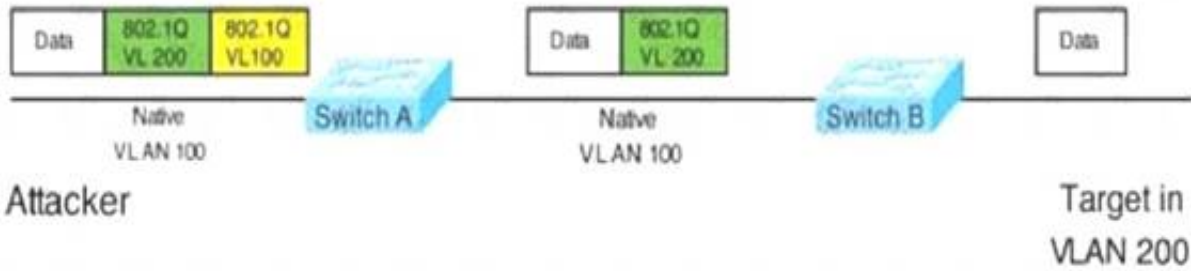 Data
802.1Q
VL 200
802.1Q
VL100
Data
802.1Q
VL 200
Data
Native
VLAN 100
Switch A
Native
VLAN 100
Switch B
Attacker
Target in
VLAN 200